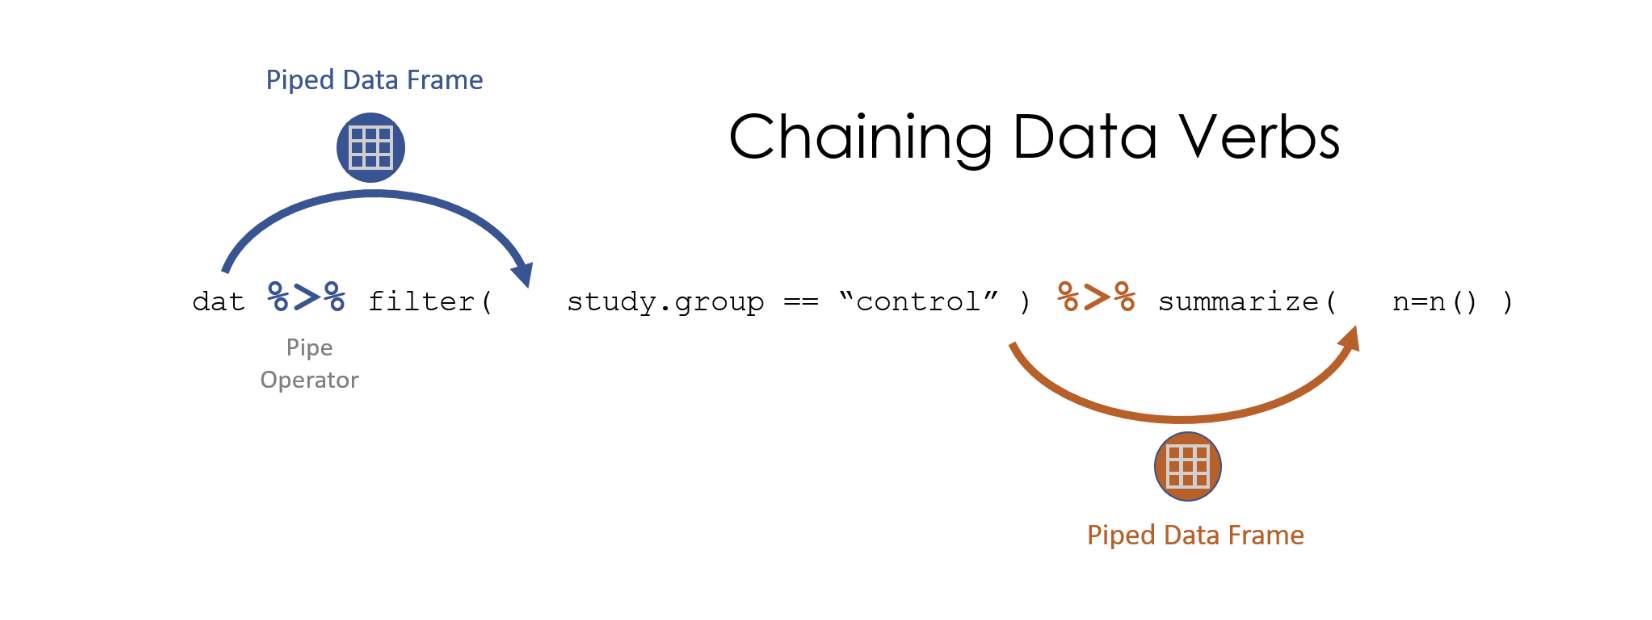 Piped Data Frame
Chaining Data Verbs
dat %>% filter( study.group == “control” ) %>% summarize( n=n() )
Pipe
Operator
Piped Data Frame